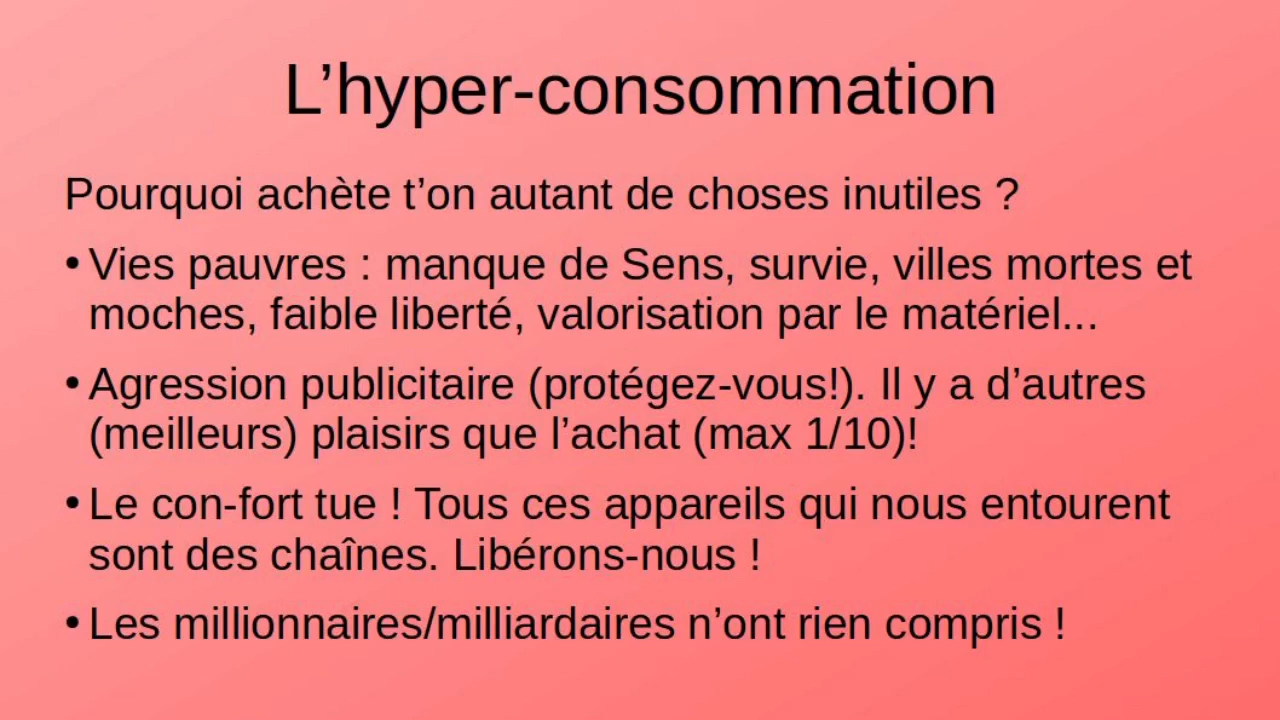 L’hyper-consommation
Pourquoi achète t’on autant de choses inutiles ?
• Vies pauvres : manque de Sens, survie, villes mortes et
moches, faible liberté, valorisation par le matériel...
• Agression publicitaire (protégez-vous!). Il y a d’autres
(meilleurs) plaisirs que l’achat (max 1/10)!
• Le con-fort tue ! Tous ces appareils qui nous entourent
sont des chaînes. Libérons-nous !
• Les millionnaires/milliardaires n’ont rien compris !